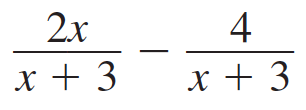 2x/(x + 3) − 4/(x + 3)